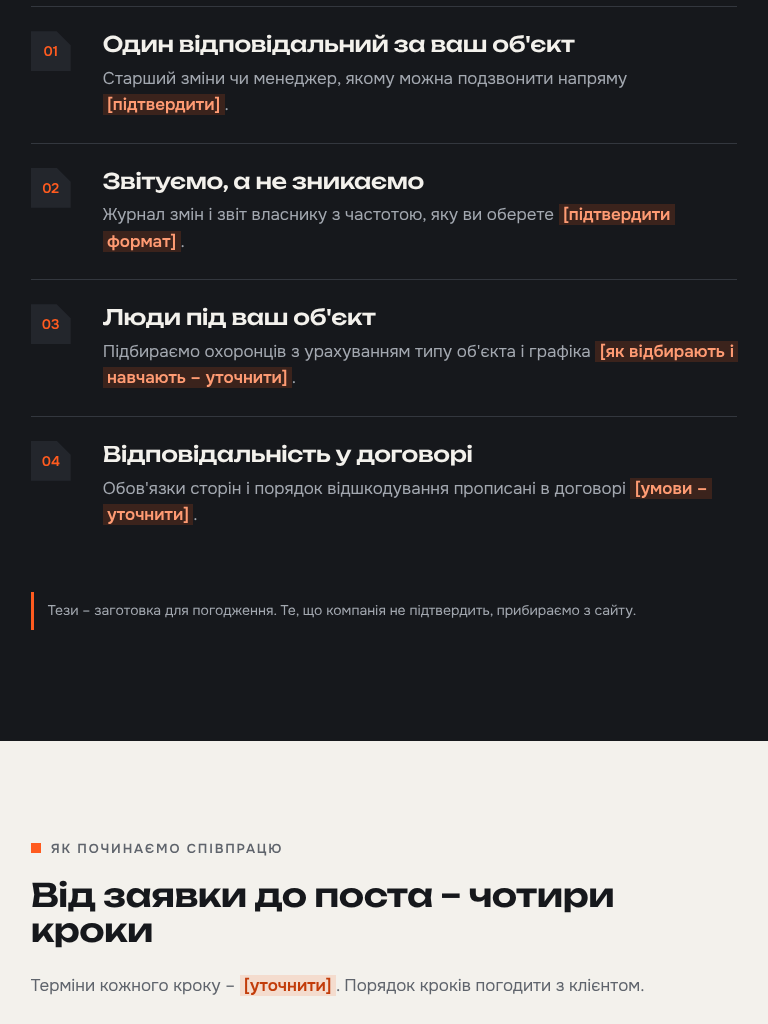 01
Один відповідальний за ваш об'єкт
Старший зміни чи менеджер, якому можна подзвонити напряму
[підтвердити].
02
Звітуємо, а не зникаємо
Журнал змін і звіт власнику з частотою, яку ви оберете [підтвердити
формат].
03
Люди під ваш об'єкт
Підбираємо охоронців з урахуванням типу об'єкта і графіка [як відбирають і
навчають – уточнити].
04
Відповідальність у договорі
Обов'язки сторін і порядок відшкодування прописані в договорі [умови –
уточнити].
Тези – заготовка для погодження. Те, що компанія не підтвердить, прибираємо з сайту.
ЯК ПОЧИНАЄМО СПІВПРАЦЮ
Від заявки до поста – чотири
кроки
Терміни кожного кроку – [уточнити]. Порядок кроків погодити з клієнтом.